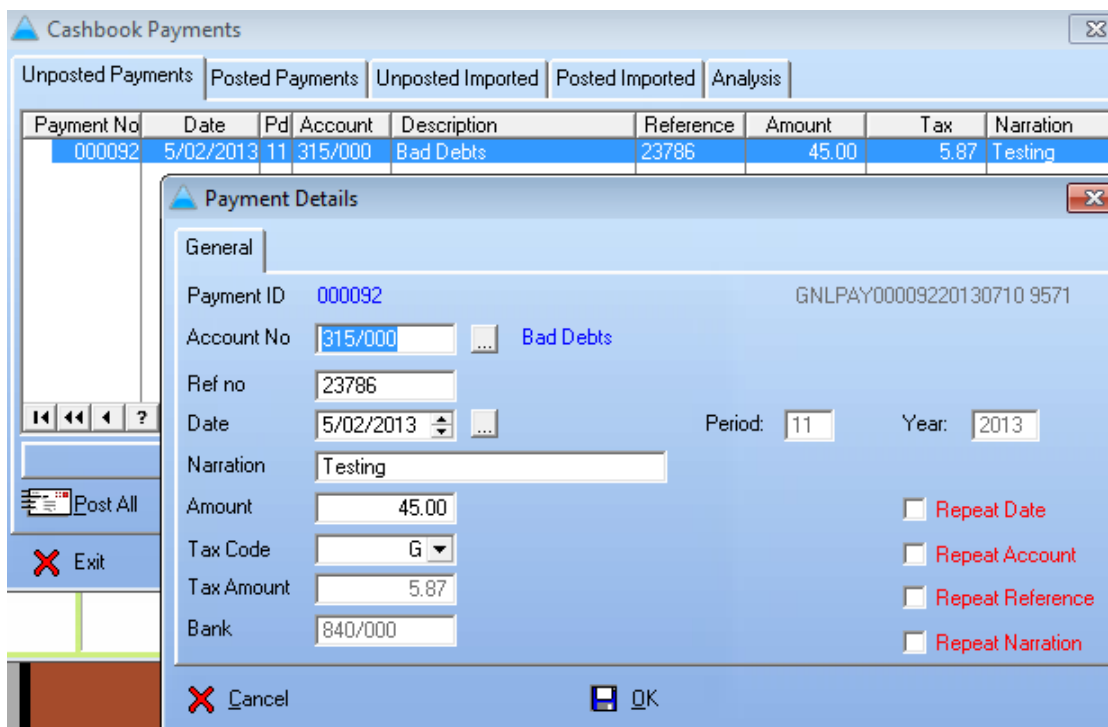 Cashbook Payments
Unposted Payments Posted Payments Unposted Imported Posted Imported Analysis
Payment No Date Pd Account Description Reference Amount Tax Narration
000092 5/02/2013 11 315/000 Bad Debts 23786 45.00 5.87 Testing
Payment Details
General
Payment ID 000092 GNLPAY00009220130710 9571
Account No 315/000 ... Bad Debts
Ref no 23786
Date 5/02/2013 ... Period: 11 Year: 2013
Narration Testing
Amount 45.00 Repeat Date
Tax Code G Repeat Account
Tax Amount 5.87 Repeat Reference
Bank 840/000 Repeat Narration
?
Post All
Exit
Cancel OK